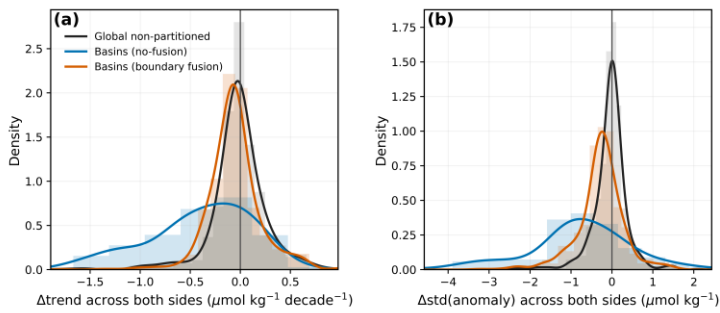 (a)
Global non-partitioned
Basins (no-fusion)
Basins (boundary fusion)
Density
2.5
2.0
1.5
1.0
0.5
0.0
−1.5 −1.0 −0.5 0.0 0.5
Δtrend across both sides (μmol kg⁻¹ decade⁻¹)
(b)
Density
1.75
1.50
1.25
1.00
0.75
0.50
0.25
0.00
−4 −3 −2 −1 0 1 2
Δstd(anomaly) across both sides (μmol kg⁻¹)